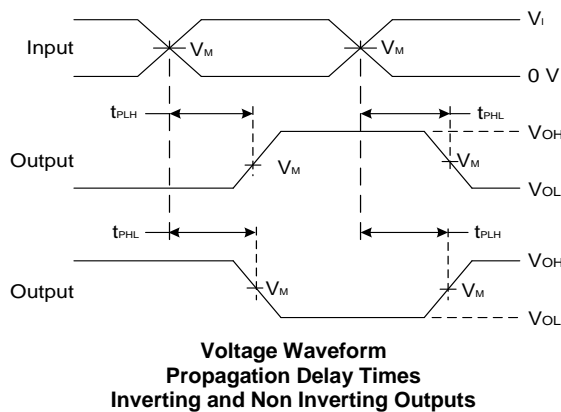 VI
Input
VM
VM
0 V
tPLH
tPHL
VOH
Output
VM
VM
VOL
tPHL
tPLH
VOH
Output
VM
VM
VOL
Voltage Waveform
Propagation Delay Times
Inverting and Non Inverting Outputs